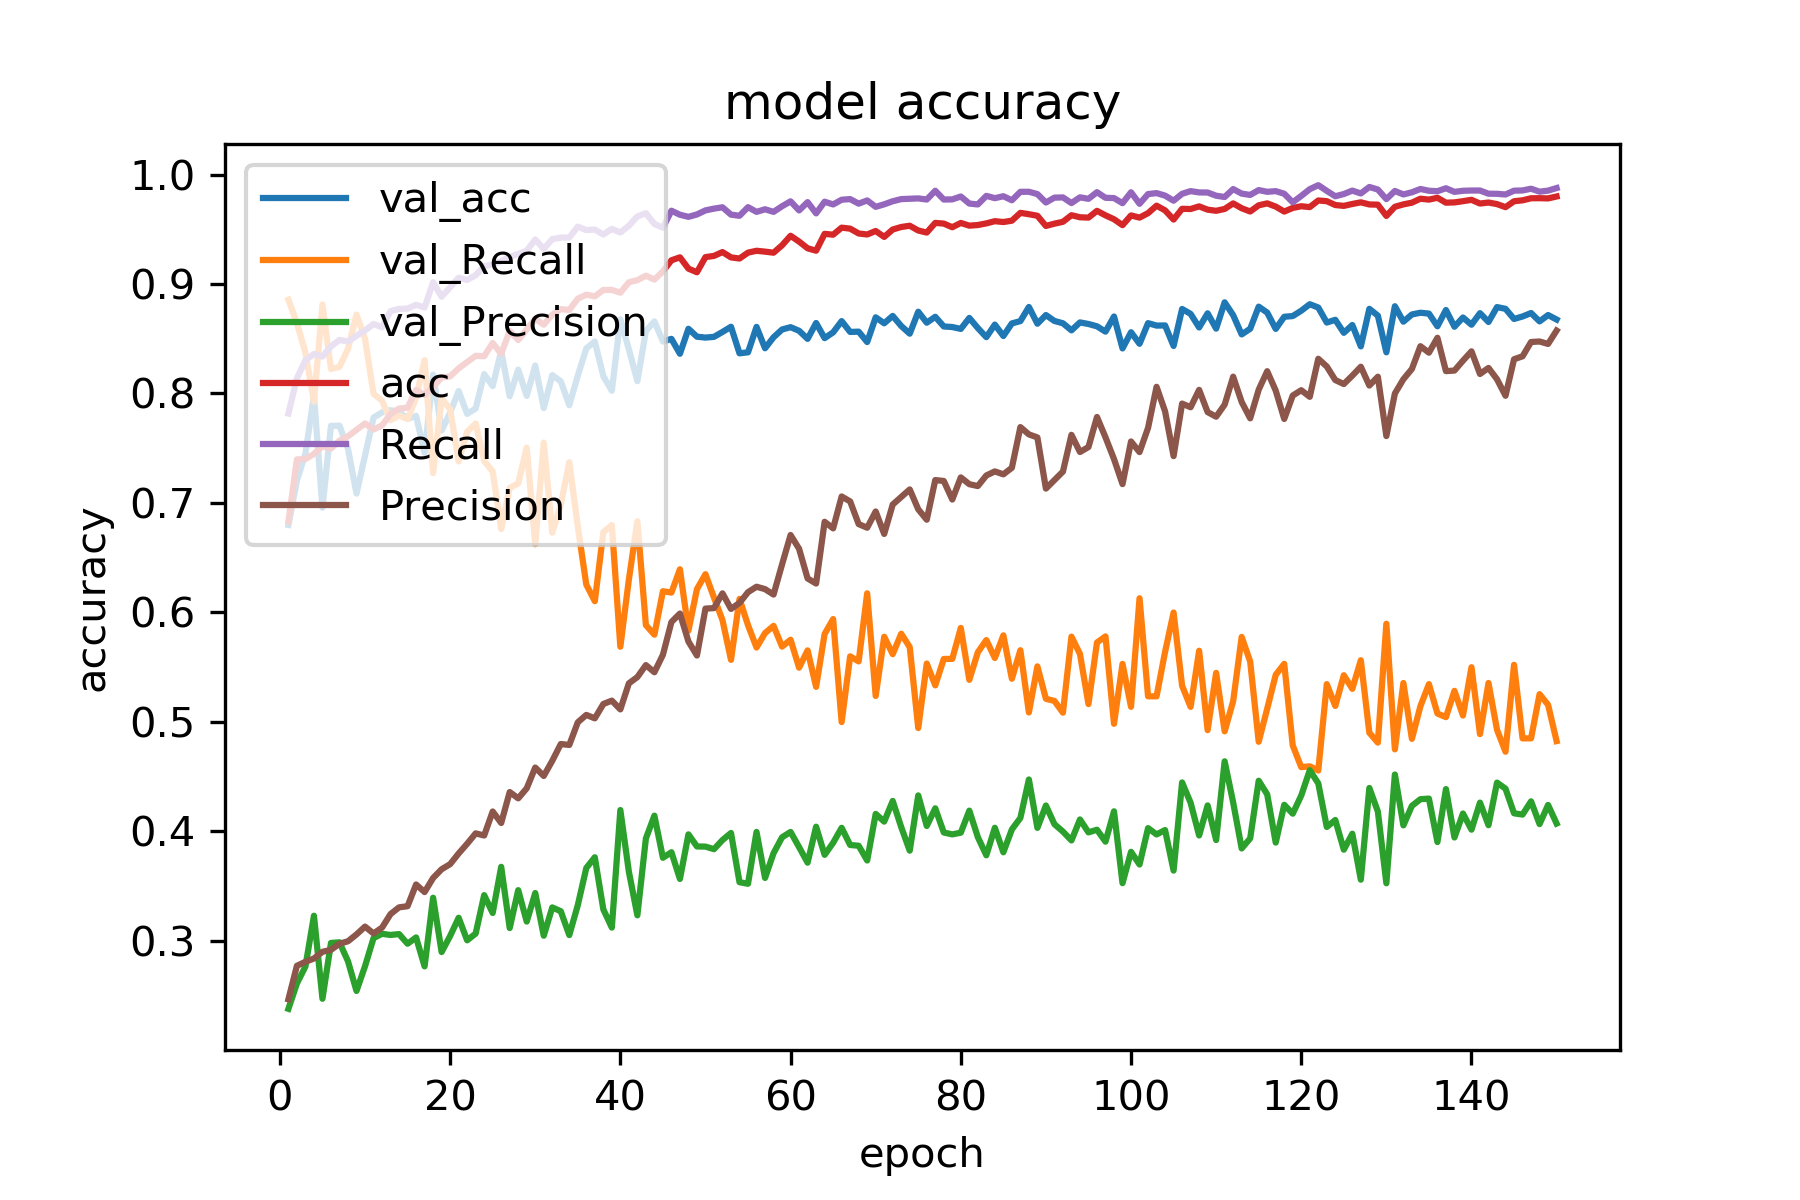 model accuracy
1.0
0.9
0.8
0.7
0.6
0.5
0.4
0.3
accuracy
val_acc
val_Recall
val_Precision
acc
Recall
Precision
0 20 40 60 80 100 120 140
epoch